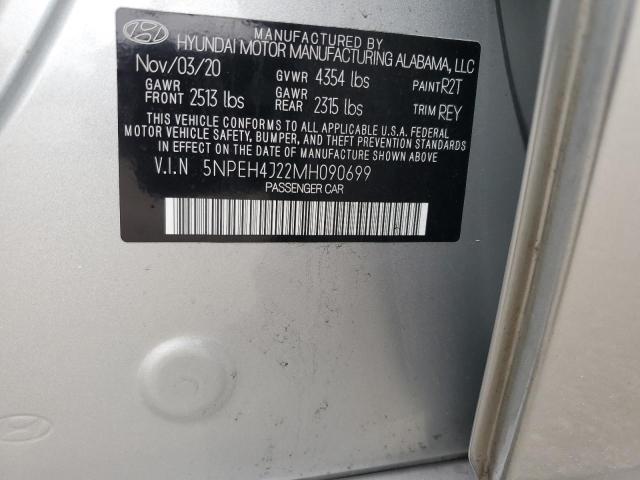 MANUFACTURED BY
HYUNDAI MOTOR MANUFACTURING ALABAMA, LLC
Nov/03/20 GVWR 4354 lbs PAINT R2T
GAWR FRONT 2513 lbs GAWR REAR 2315 lbs TRIM REY
THIS VEHICLE CONFORMS TO ALL APPLICABLE U.S.A. FEDERAL
MOTOR VEHICLE SAFETY, BUMPER, AND THEFT PREVENTION STANDARDS
IN EFFECT ON THE DATE OF MANUFACTURE SHOWN ABOVE.
V.I.N 5NPEH4J22MH090699
PASSENGER CAR